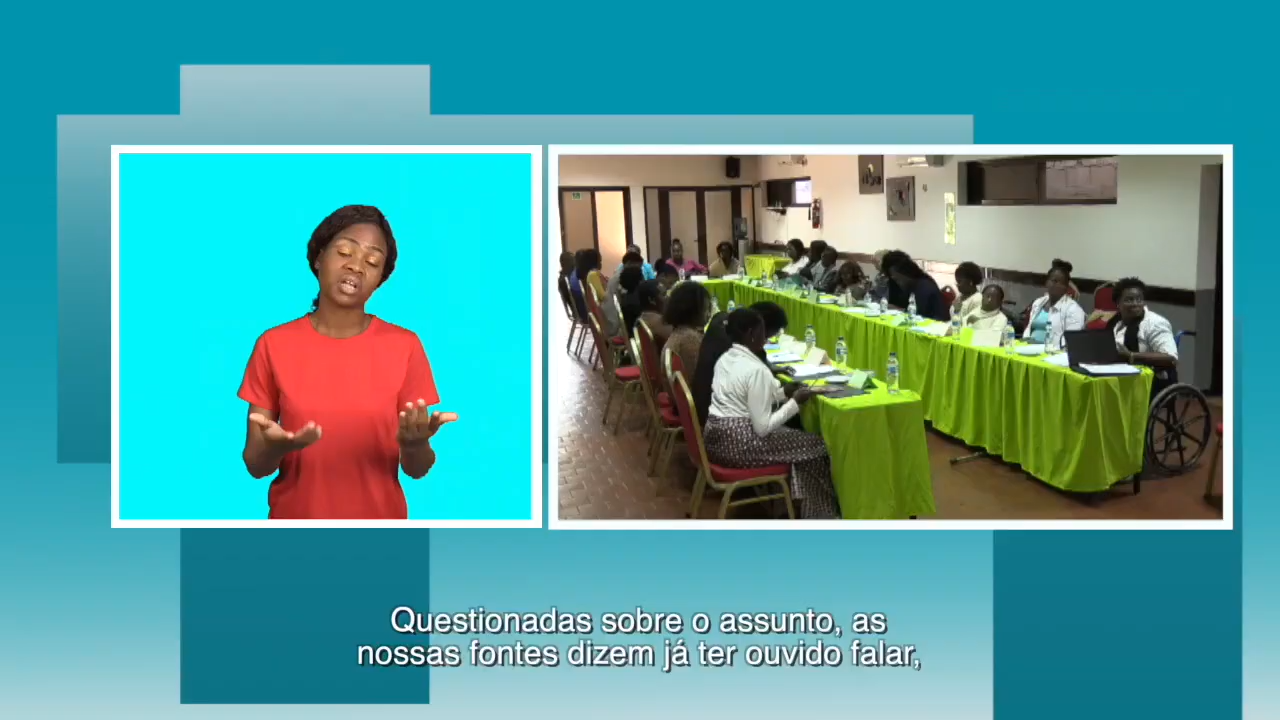 Questionadas sobre o assunto, as
nossas fontes dizem já ter ouvido falar,